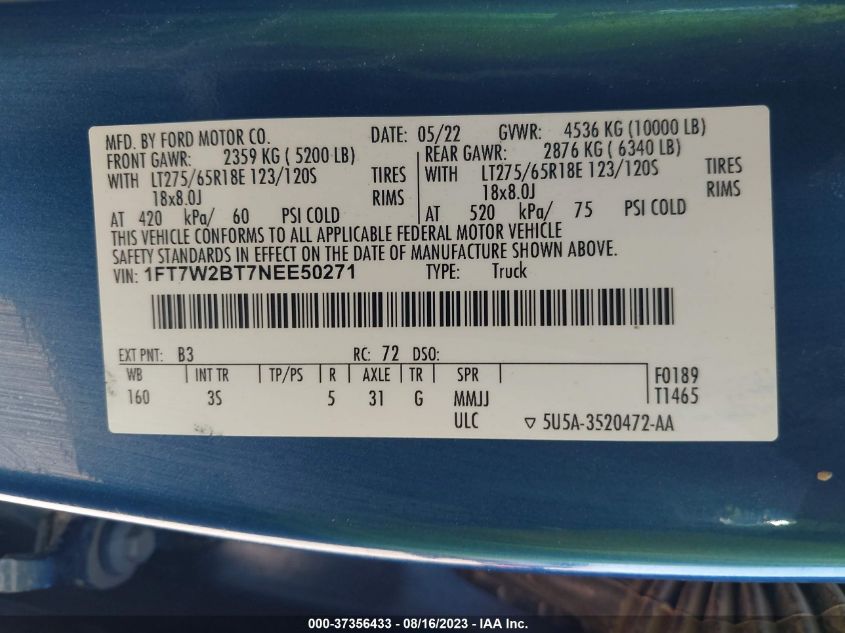 MFD. BY FORD MOTOR CO. DATE: 05/22 GVWR: 4536 KG (10000 LB)
FRONT GAWR: 2359 KG ( 5200 LB) REAR GAWR: 2876 KG ( 6340 LB)
WITH LT275/65R18E 123/120S TIRES WITH LT275/65R18E 123/120S TIRES
18x8.0J RIMS 18x8.0J RIMS
AT 420 kPa/ 60 PSI COLD AT 520 kPa/ 75 PSI COLD
THIS VEHICLE CONFORMS TO ALL APPLICABLE FEDERAL MOTOR VEHICLE
SAFETY STANDARDS IN EFFECT ON THE DATE OF MANUFACTURE SHOWN ABOVE.
VIN: 1FT7W2BT7NEE50271 TYPE: Truck
EXT PNT: B3 RC: 72 DSO:
WB INT TR TP/PS R AXLE TR SPR F0189
160 3S 5 31 G MMJJ T1465
ULC ▽ 5U5A-3520472-AA
000-37356433 - 08/16/2023 - IAA Inc.